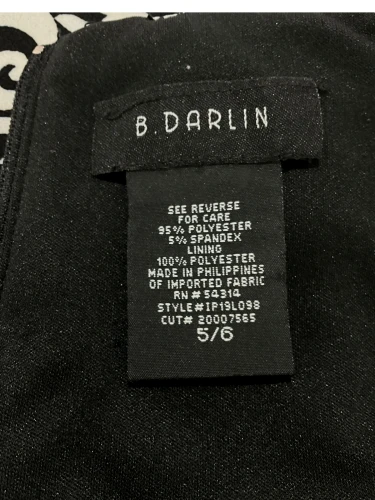 B.DARLIN
SEE REVERSE
FOR CARE
95% POLYESTER
5% SPANDEX
LINING
100% POLYESTER
MADE IN PHILIPPINES
OF IMPORTED FABRIC
RN# 54314
STYLE#IP19L098
CUT# 20007565
5/6